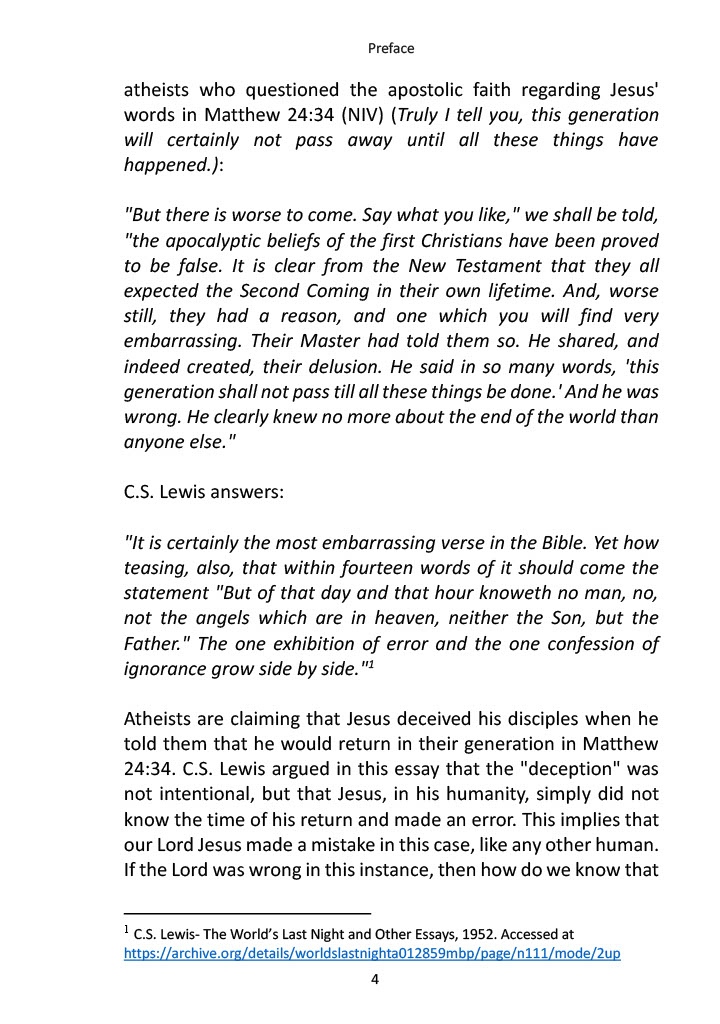 Preface
atheists who questioned the apostolic faith regarding Jesus'
words in Matthew 24:34 (NIV) (Truly I tell you, this generation
will certainly not pass away until all these things have
happened.):
"But there is worse to come. Say what you like," we shall be told,
"the apocalyptic beliefs of the first Christians have been proved
to be false. It is clear from the New Testament that they all
expected the Second Coming in their own lifetime. And, worse
still, they had a reason, and one which you will find very
embarrassing. Their Master had told them so. He shared, and
indeed created, their delusion. He said in so many words, 'this
generation shall not pass till all these things be done.' And he was
wrong. He clearly knew no more about the end of the world than
anyone else."
C.S. Lewis answers:
"It is certainly the most embarrassing verse in the Bible. Yet how
teasing, also, that within fourteen words of it should come the
statement "But of that day and that hour knoweth no man, no,
not the angels which are in heaven, neither the Son, but the
Father." The one exhibition of error and the one confession of
ignorance grow side by side."1
Atheists are claiming that Jesus deceived his disciples when he
told them that he would return in their generation in Matthew
24:34. C.S. Lewis argued in this essay that the "deception" was
not intentional, but that Jesus, in his humanity, simply did not
know the time of his return and made an error. This implies that
our Lord Jesus made a mistake in this case, like any other human.
If the Lord was wrong in this instance, then how do we know that
1 C.S. Lewis- The World’s Last Night and Other Essays, 1952. Accessed at
https://archive.org/details/worldslastnighta012859mbp/page/n111/mode/2up
4